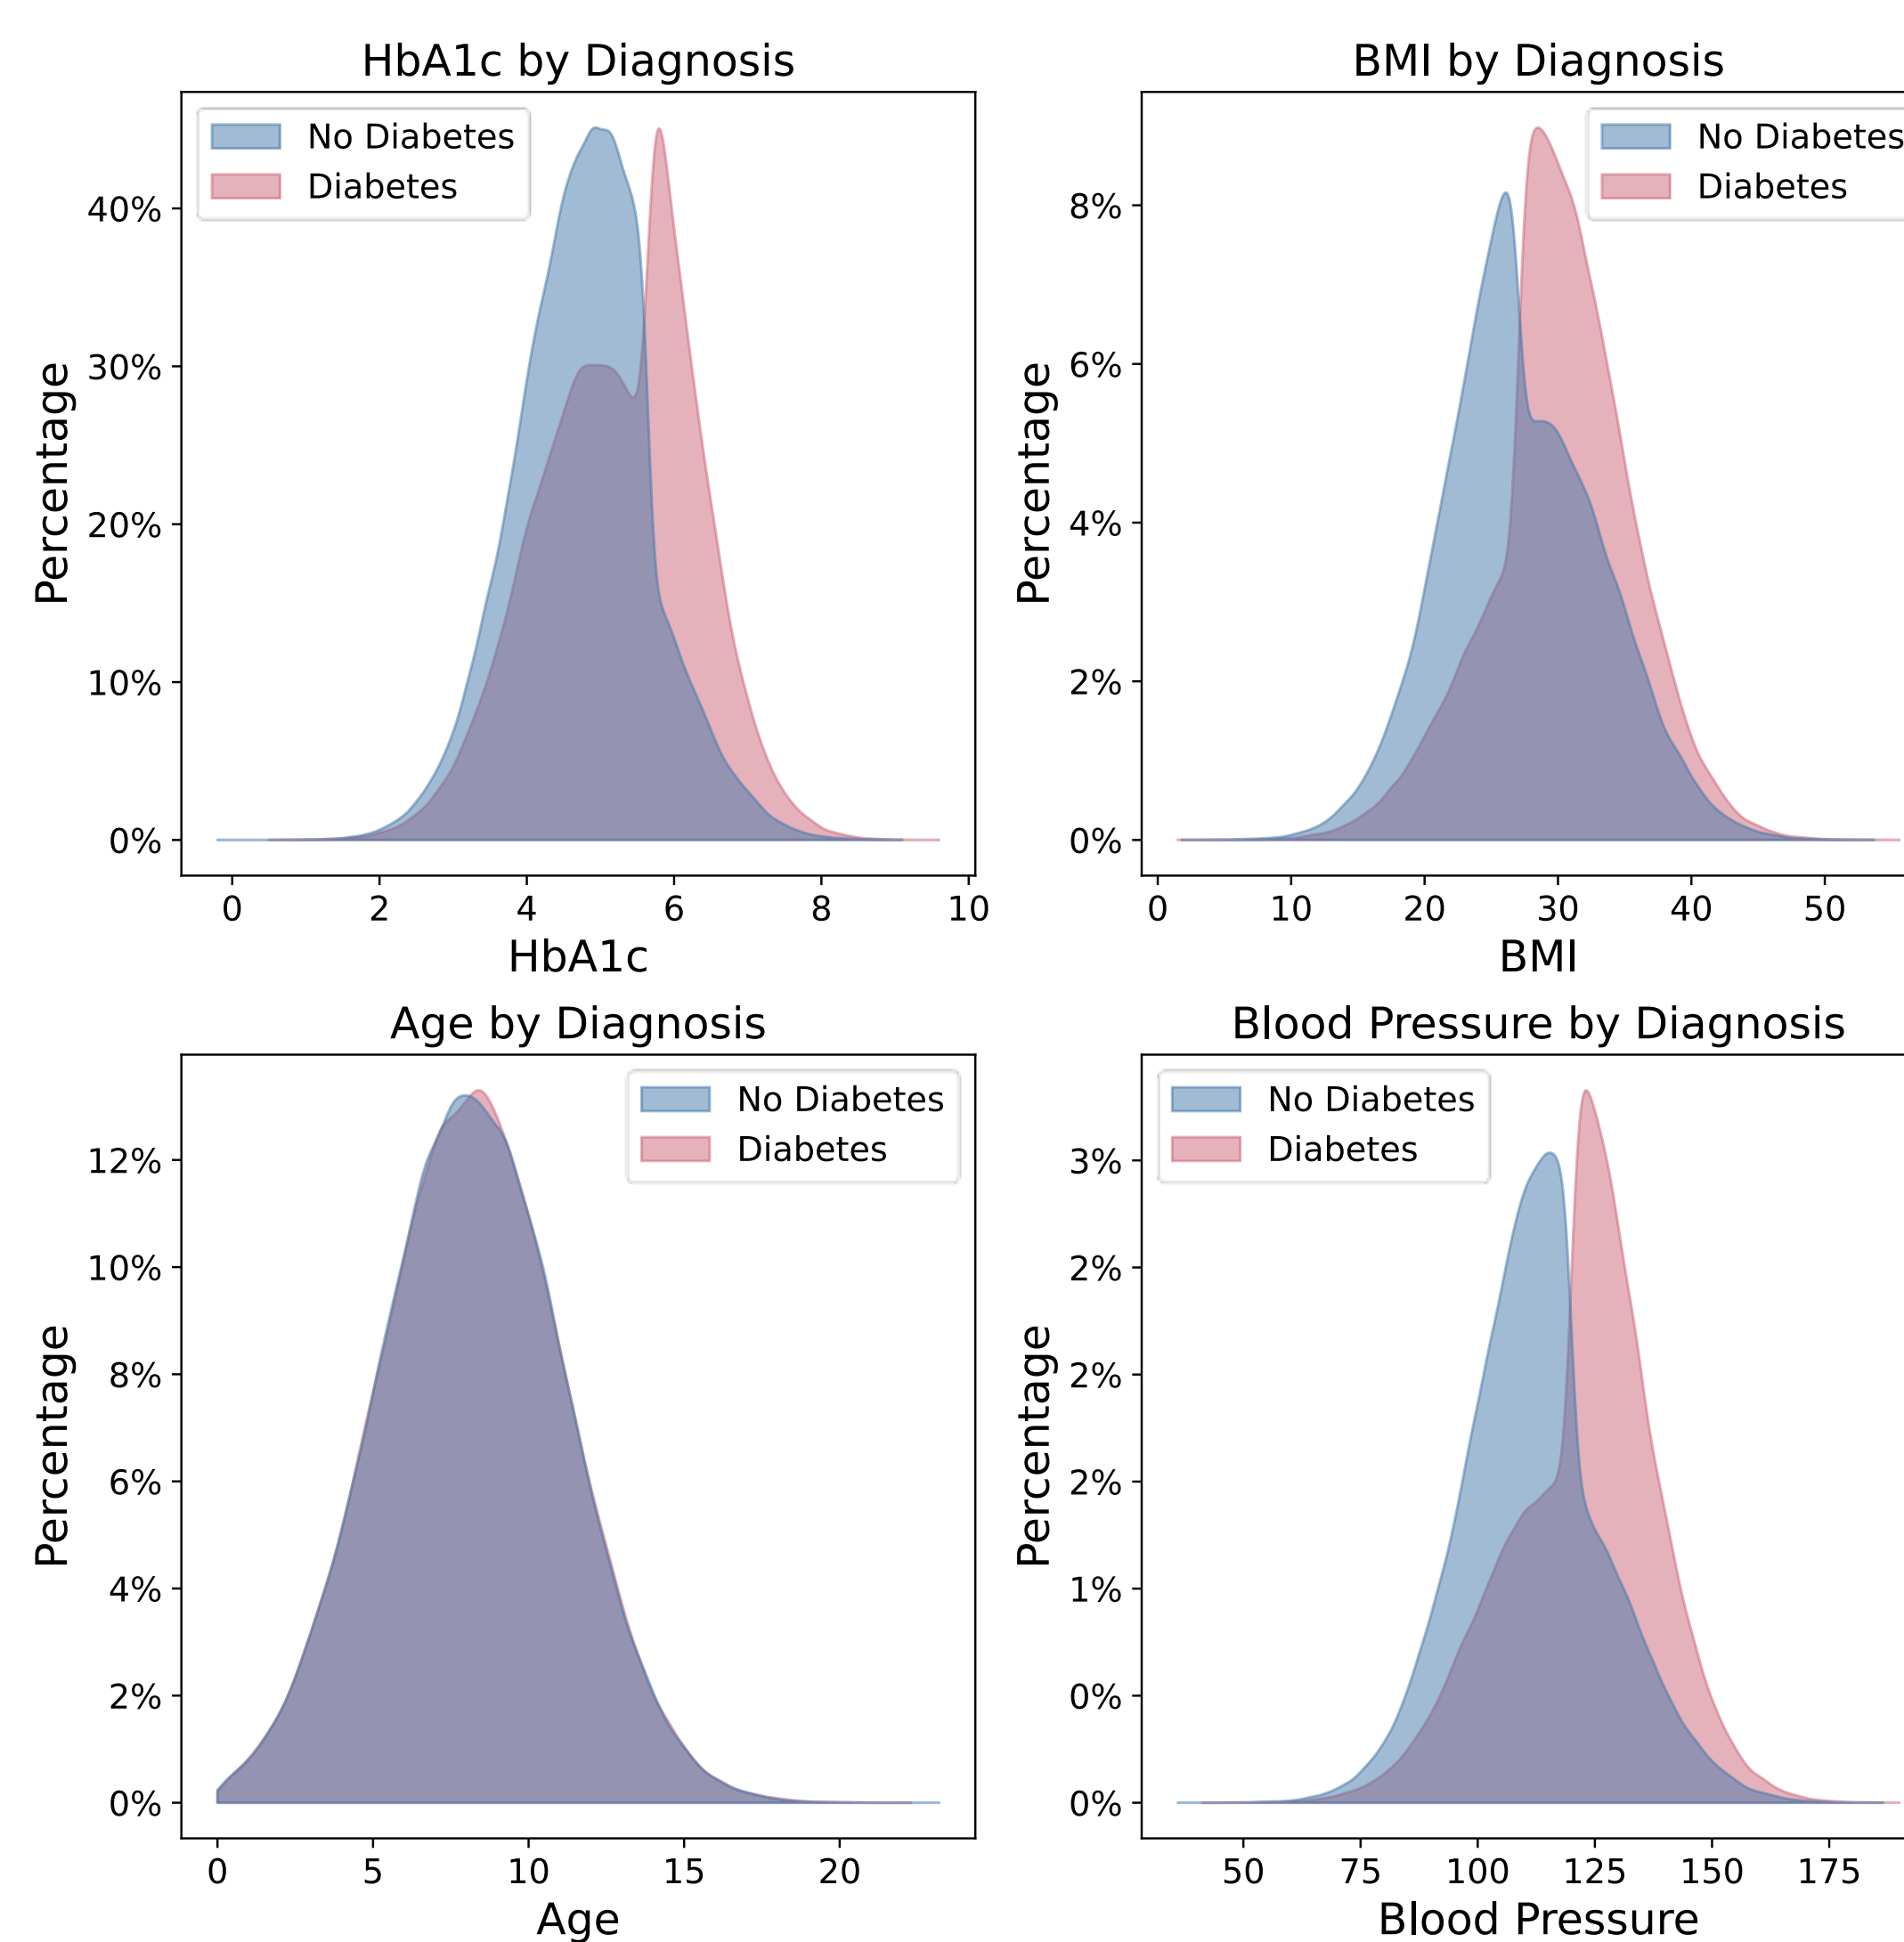 HbA1c by Diagnosis
No Diabetes
Diabetes
40%
30%
20%
10%
0%
Percentage
0 2 4 6 8 10
HbA1c
BMI by Diagnosis
No Diabetes
Diabetes
8%
6%
4%
2%
0%
Percentage
0 10 20 30 40 50
BMI
Age by Diagnosis
No Diabetes
Diabetes
12%
10%
8%
6%
4%
2%
0%
Percentage
0 5 10 15 20
Age
Blood Pressure by Diagnosis
No Diabetes
Diabetes
3%
2%
2%
2%
1%
0%
0%
Percentage
50 75 100 125 150 175
Blood Pressure